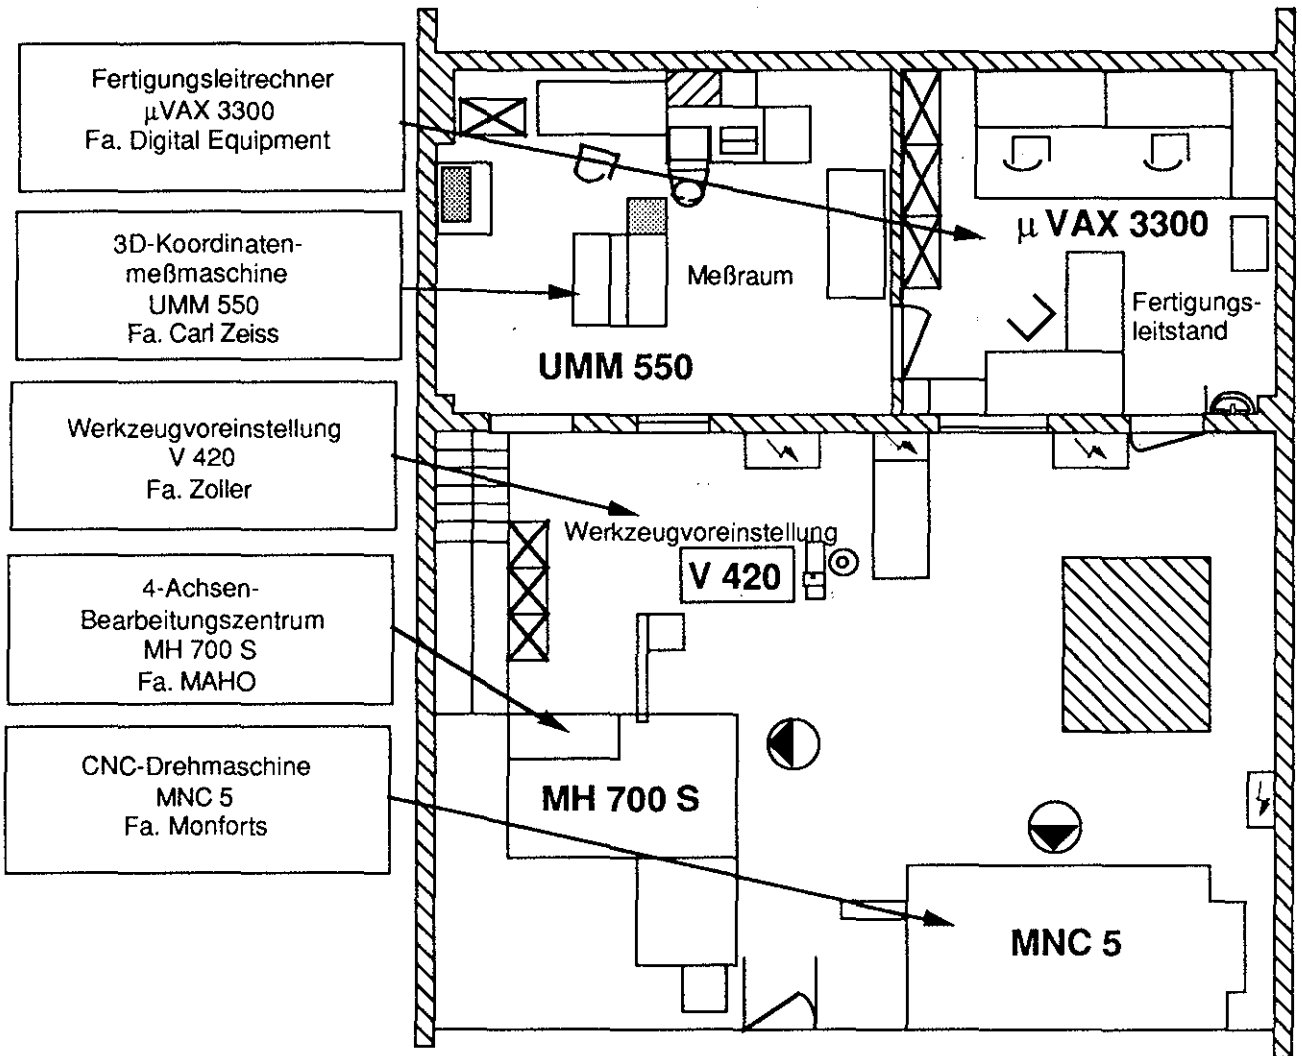 Fertigungsleitrechner
µVAX 3300
Fa. Digital Equipment
3D-Koordinaten-
meßmaschine
UMM 550
Fa. Carl Zeiss
Werkzeugvoreinstellung
V 420
Fa. Zoller
4-Achsen-
Bearbeitungszentrum
MH 700 S
Fa. MAHO
CNC-Drehmaschine
MNC 5
Fa. Monforts
µ VAX 3300
Meßraum
Fertigungs-
leitstand
UMM 550
Werkzeugvoreinstellung
V 420
MH 700 S
MNC 5